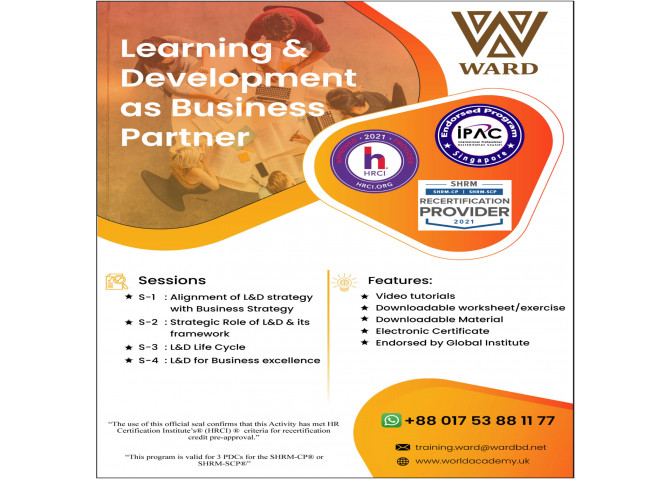 Learning &
Development
as Business
Partner
WARD
2021
HRCI
HRCI.ORG
Endorsed Program
iPAC
Singapore
SHRM
SHRM-CP | SHRM-SCP
RECERTIFICATION
PROVIDER
2021
Sessions
S-1 : Alignment of L&D strategy
with Business Strategy
S-2 : Strategic Role of L&D & its
framework
S-3 : L&D Life Cycle
S-4 : L&D for Business excellence
Features:
Video tutorials
Downloadable worksheet/exercise
Downloadable Material
Electronic Certificate
Endorsed by Global Institute
“The use of this official seal confirms that this Activity has met HR
Certification Institute’s® (HRCI) ® criteria for recertification
credit pre-approval.”
“This program is valid for 3 PDCs for the SHRM-CP® or
SHRM-SCP®”
+88 017 53 88 11 77
training.ward@wardbd.net
www.worldacademy.uk